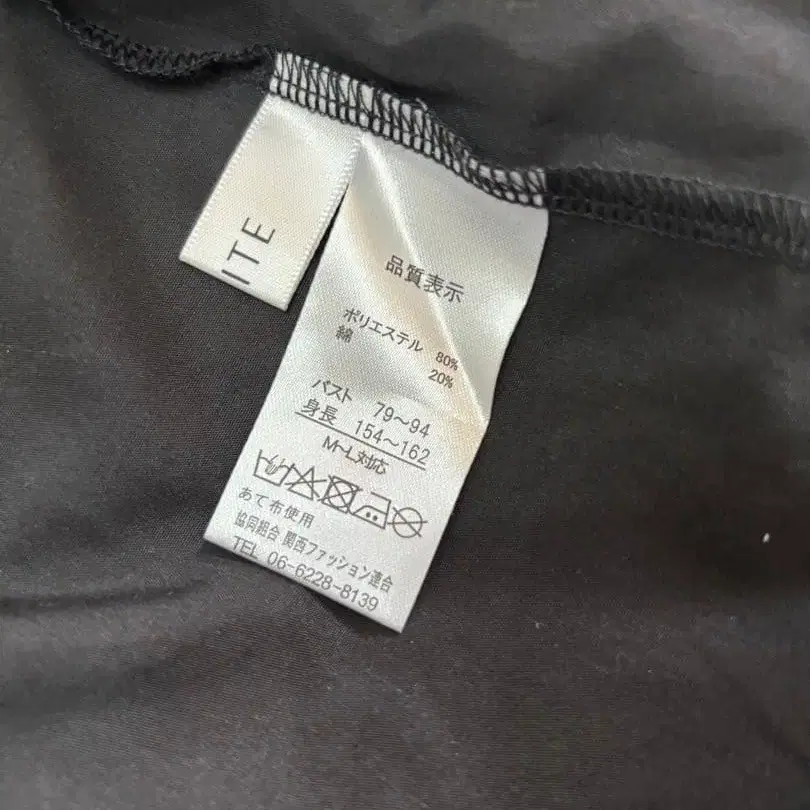 ITE
品質表示
ポリエステル 80%
綿 20%
バスト 79～94
身長 154～162
M～L対応
あて布使用
協同組合 関西ファッション連合
TEL 06-6228-8139